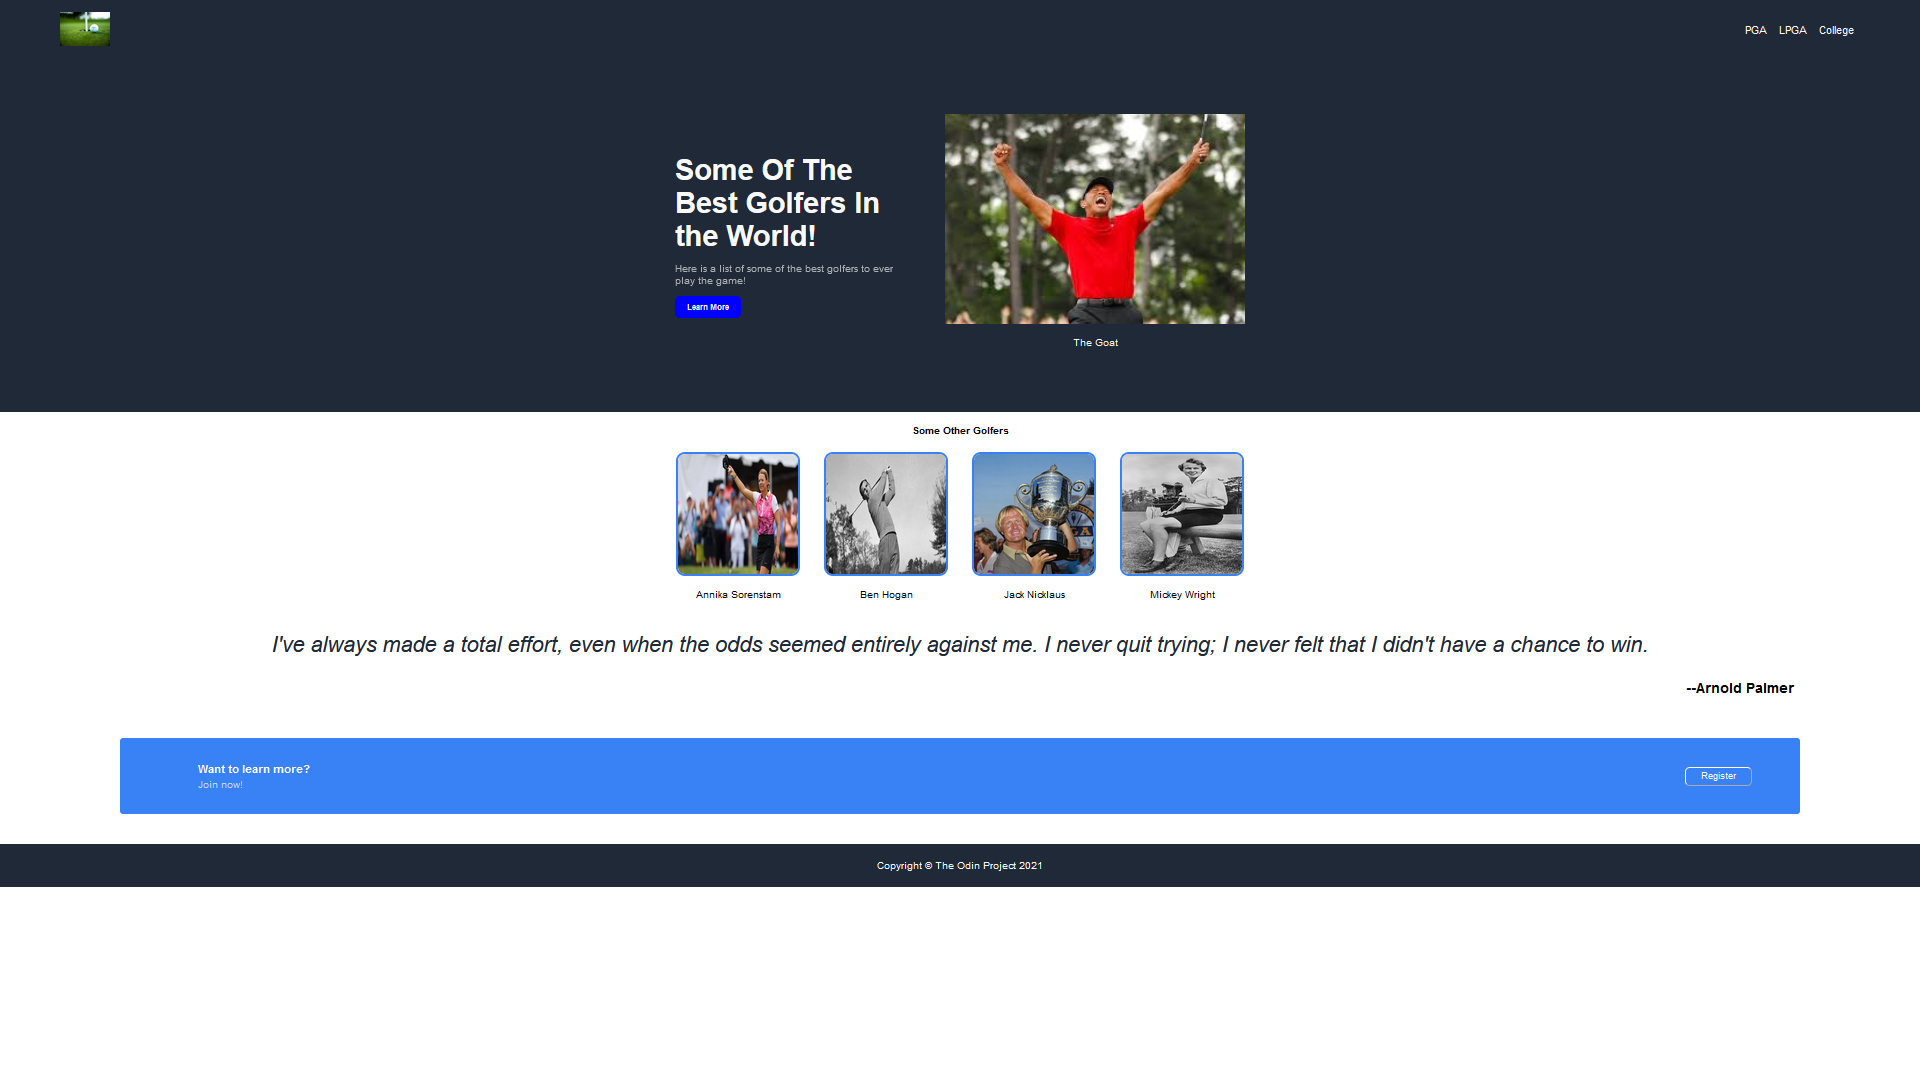 PGA LPGA College
Some Of The
Best Golfers In
the World!
Here is a list of some of the best golfers to ever
play the game!
Learn More
The Goat
Some Other Golfers
Annika Sorenstam
Ben Hogan
Jack Nicklaus
Mickey Wright
I've always made a total effort, even when the odds seemed entirely against me. I never quit trying; I never felt that I didn't have a chance to win.
--Arnold Palmer
Want to learn more?
Join now!
Register
Copyright © The Odin Project 2021